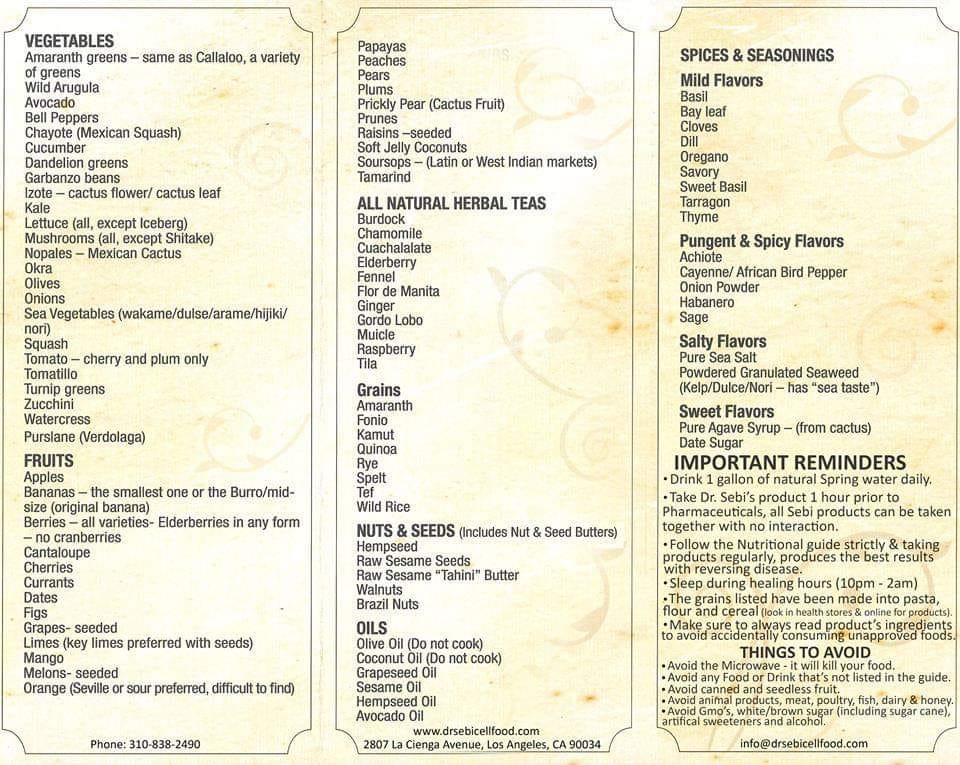 VEGETABLES
Amaranth greens – same as Callaloo, a variety
of greens
Wild Arugula
Avocado
Bell Peppers
Chayote (Mexican Squash)
Cucumber
Dandelion greens
Garbanzo beans
Izote – cactus flower/ cactus leaf
Kale
Lettuce (all, except Iceberg)
Mushrooms (all, except Shitake)
Nopales – Mexican Cactus
Okra
Olives
Onions
Sea Vegetables (wakame/dulse/arame/hijiki/
nori)
Squash
Tomato – cherry and plum only
Tomatillo
Turnip greens
Zucchini
Watercress
Purslane (Verdolaga)
FRUITS
Apples
Bananas – the smallest one or the Burro/mid-
size (original banana)
Berries – all varieties- Elderberries in any form
– no cranberries
Cantaloupe
Cherries
Currants
Dates
Figs
Grapes- seeded
Limes (key limes preferred with seeds)
Mango
Melons- seeded
Orange (Seville or sour preferred, difficult to find)
Phone: 310-838-2490
Papayas
Peaches
Pears
Plums
Prickly Pear (Cactus Fruit)
Prunes
Raisins –seeded
Soft Jelly Coconuts
Soursops – (Latin or West Indian markets)
Tamarind
ALL NATURAL HERBAL TEAS
Burdock
Chamomile
Cuachalalate
Elderberry
Fennel
Flor de Manita
Ginger
Gordo Lobo
Muicle
Raspberry
Tila
Grains
Amaranth
Fonio
Kamut
Quinoa
Rye
Spelt
Tef
Wild Rice
NUTS & SEEDS (Includes Nut & Seed Butters)
Hempseed
Raw Sesame Seeds
Raw Sesame “Tahini” Butter
Walnuts
Brazil Nuts
OILS
Olive Oil (Do not cook)
Coconut Oil (Do not cook)
Grapeseed Oil
Sesame Oil
Hempseed Oil
Avocado Oil
www.drsebicellfood.com
2807 La Cienga Avenue, Los Angeles, CA 90034
SPICES & SEASONINGS
Mild Flavors
Basil
Bay leaf
Cloves
Dill
Oregano
Savory
Sweet Basil
Tarragon
Thyme
Pungent & Spicy Flavors
Achiote
Cayenne/ African Bird Pepper
Onion Powder
Habanero
Sage
Salty Flavors
Pure Sea Salt
Powdered Granulated Seaweed
(Kelp/Dulce/Nori – has “sea taste”)
Sweet Flavors
Pure Agave Syrup – (from cactus)
Date Sugar
IMPORTANT REMINDERS
•Drink 1 gallon of natural Spring water daily.
•Take Dr. Sebi's product 1 hour prior to
Pharmaceuticals, all Sebi products can be taken
together with no interaction.
•Follow the Nutritional guide strictly & taking
products regularly, produces the best results
with reversing disease.
•Sleep during healing hours (10pm - 2am)
•The grains listed have been made into pasta,
flour and cereal (look in health stores & online for products).
•Make sure to always read product's ingredients
to avoid accidentally consuming unapproved foods.
THINGS TO AVOID
•Avoid the Microwave - it will kill your food.
•Avoid any Food or Drink that's not listed in the guide.
•Avoid canned and seedless fruit.
•Avoid animal products, meat, poultry, fish, dairy & honey.
•Avoid Gmo's, white/brown sugar (including sugar cane),
artifical sweeteners and alcohol.
info@drsebicellfood.com